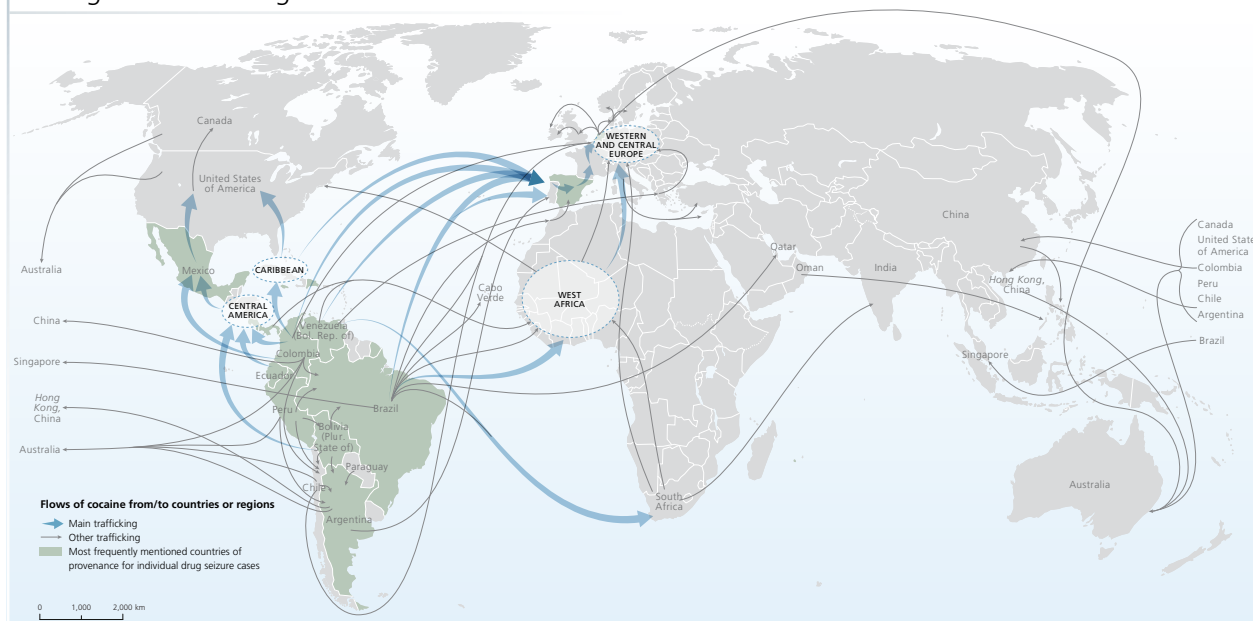 Canada
United States
of America
Australia
Mexico
CARIBBEAN
CENTRAL
AMERICA
WESTERN
AND CENTRAL
EUROPE
WEST
AFRICA
Cabo
Verde
China
Qatar
Oman
India
Hong Kong,
China
Singapore
Canada
United State
of America
Colombia
Peru
Chile
Argentina
Brazil
China
Singapore
Hong
Kong,
China
Australia
Venezuela
(Bol. Rep. of)
Colombia
Ecuador
Peru
Brazil
Bolivia
(Plur.
State of)
Paraguay
Chile
Argentina
South
Africa
Australia
Flows of cocaine from/to countries or regions
Main trafficking
Other trafficking
Most frequently mentioned countries of
provenance for individual drug seizure cases
0 1,000 2,000 km